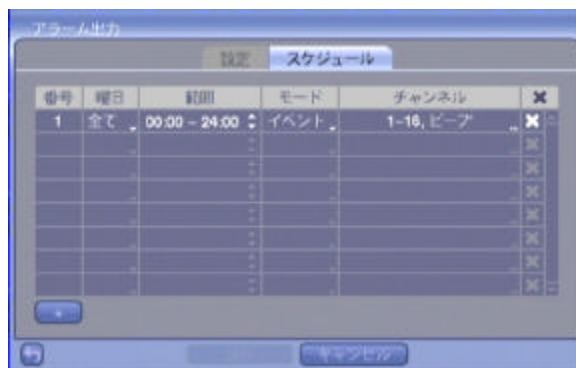 アラーム出力
設定 スケジュール
番号 曜日 範囲 モード チャンネル ✖
1 全て 00:00 ~ 24:00 イベント 1~16, ビープ ✖
+
キャンセル